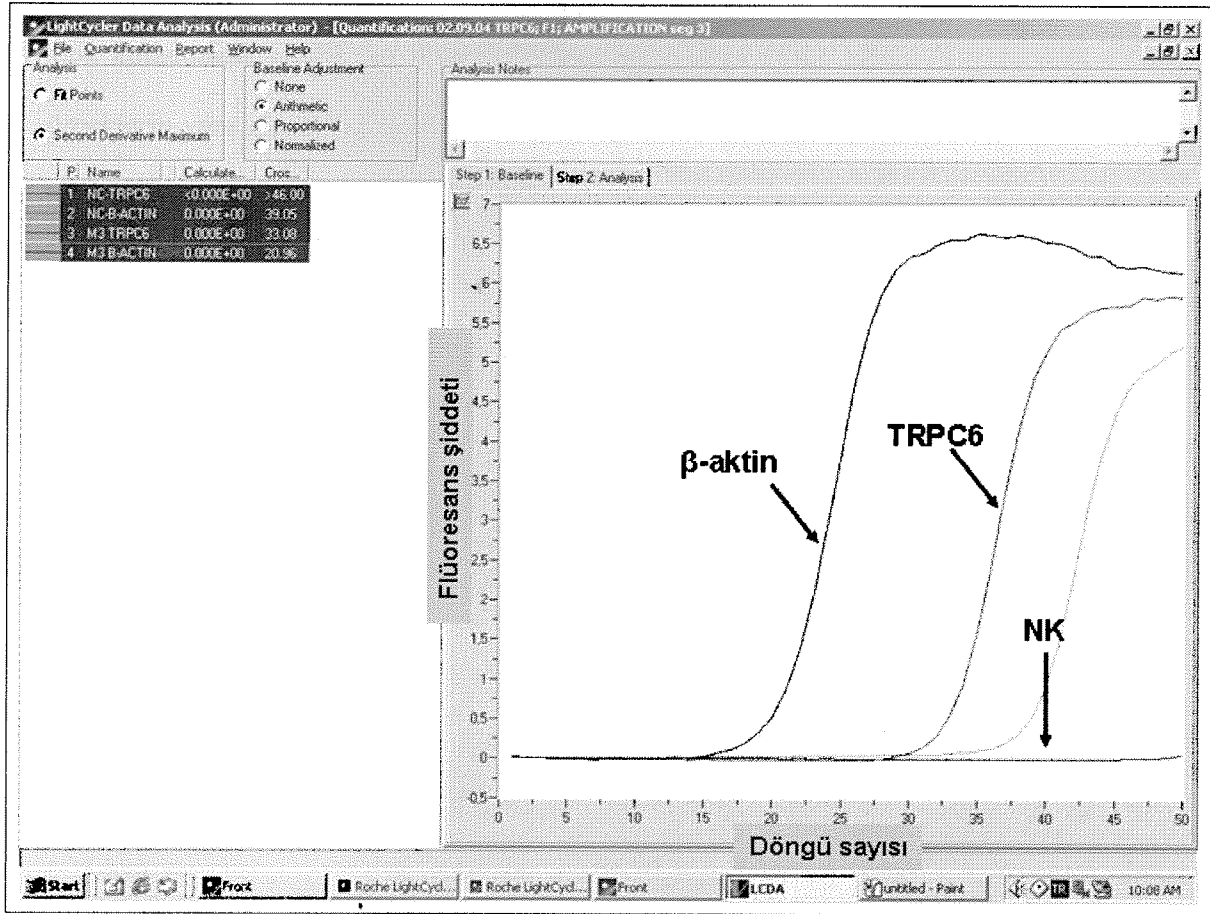 LightCycler Data Analysis (Administrator) - [Quantification: 02.09.04 TRPC6; F1; AMPLIFICATION seg 3]
File Quantification Report Window Help
Analysis
Fit Points
Second Derivative Maximum
Baseline Adjustment
None
Arithmetic
Proportional
Normalized
Analysis Notes
P. Name Calculate... Cros...
1 NC-TRPC6 <0.000E+00 >46.00
2 NC-B-ACTIN 0.000E+00 39.05
3 M3 TRPC6 0.000E+00 33.08
4 M3 B-ACTIN 0.000E+00 20.96
Step 1: Baseline Step 2: Analysis
7
6.5
6
5.5
5
4.5
4
3.5
3
2.5
2
1.5
1
0.5
0
-0.5
Flüoresans şiddeti
β-aktin
TRPC6
NK
0 5 10 15 20 25 30 35 40 45 50
Döngü sayısı
Start Front Roche LightCycl... Roche LightCycl... Front LCDA untitled - Paint TR 10:08 AM